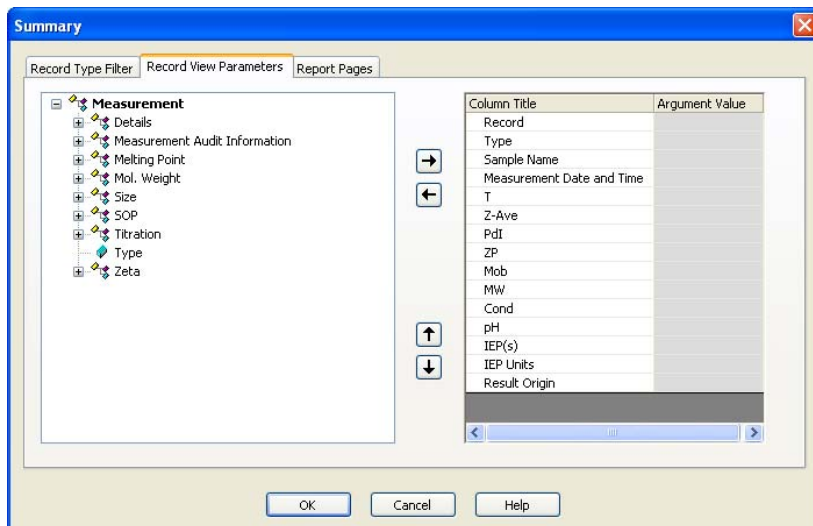 Summary
Record Type Filter
Record View Parameters
Report Pages
Measurement
Details
Measurement Audit Information
Melting Point
Mol. Weight
Size
SOP
Titration
Type
Zeta
Column Title Argument Value
Record
Type
Sample Name
Measurement Date and Time
T
Z-Ave
PdI
ZP
Mob
MW
Cond
pH
IEP(s)
IEP Units
Result Origin
OK
Cancel
Help